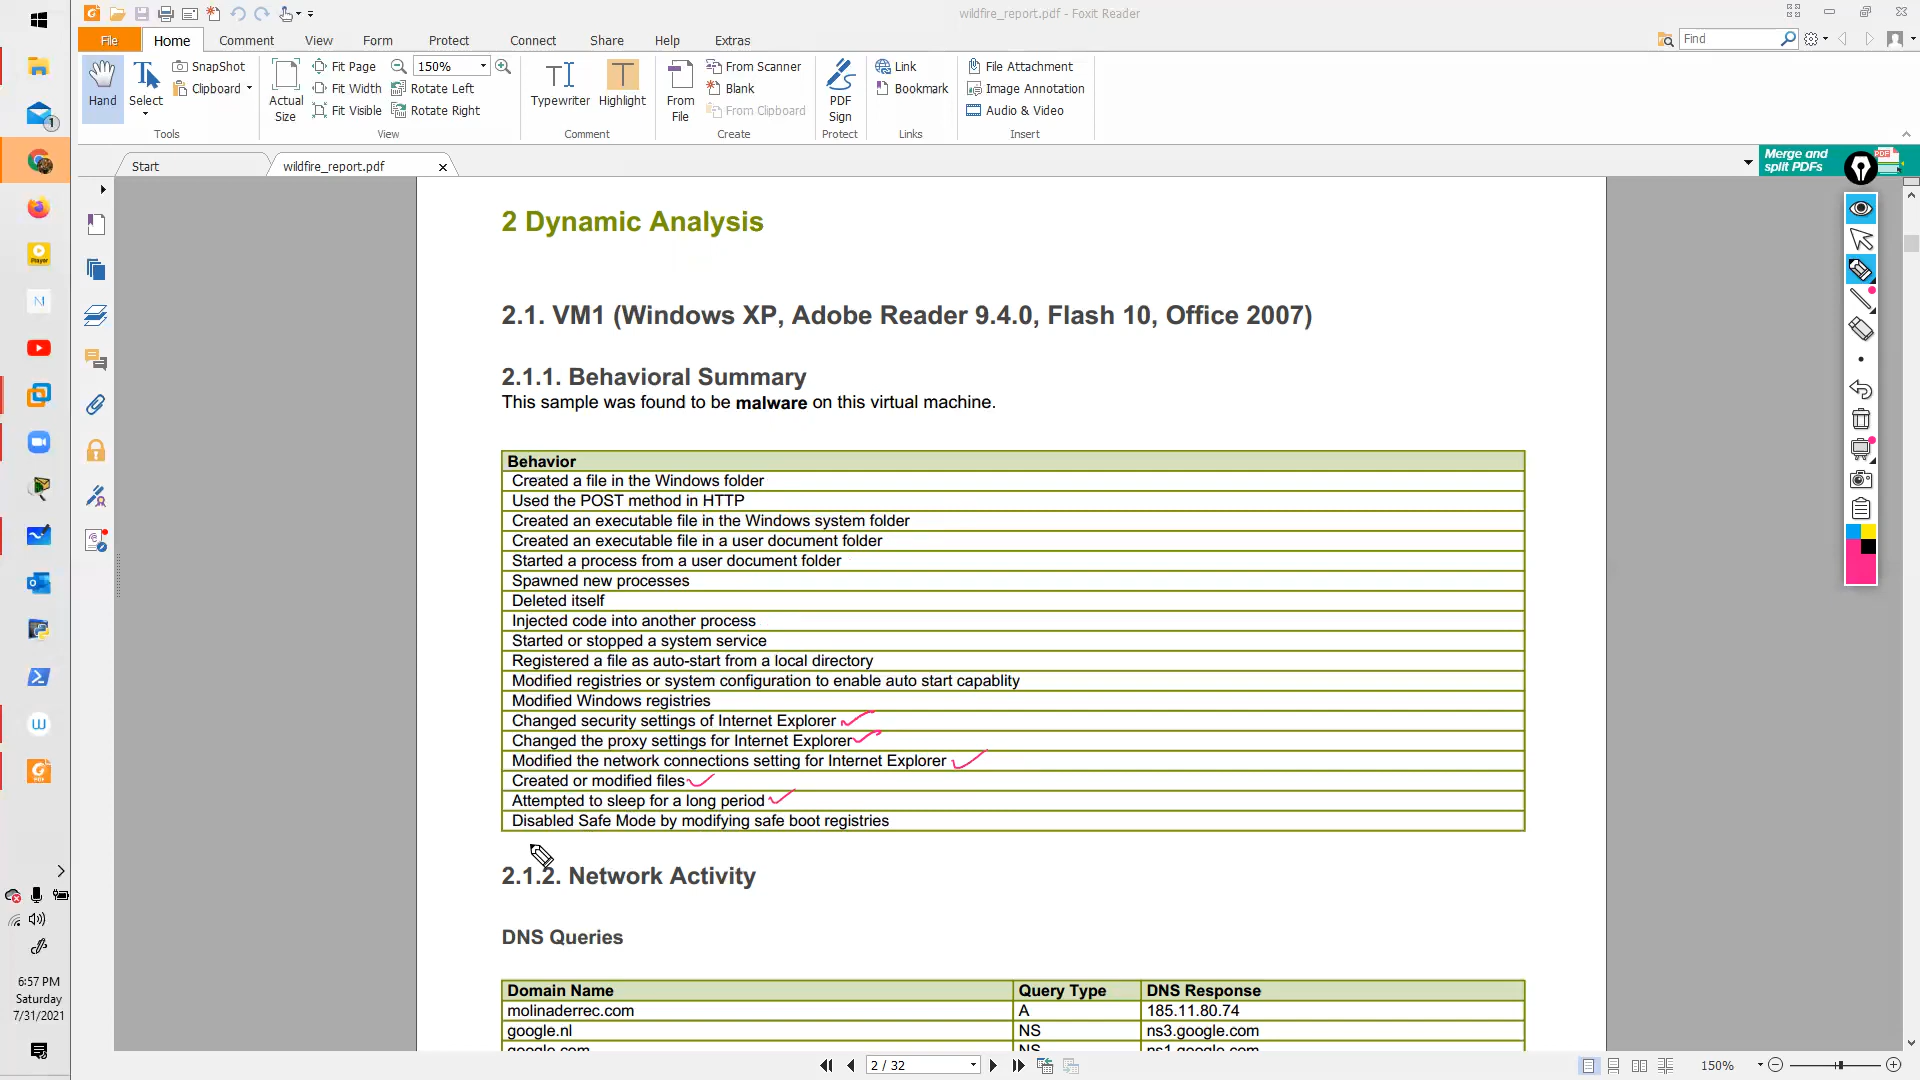 wildfire_report.pdf - Foxit Reader
File Home Comment View Form Protect Connect Share Help Extras
Find
Hand
Select
SnapShot
Clipboard
Tools
Actual Size
Fit Page
Fit Width
Fit Visible
150%
Rotate Left
Rotate Right
View
Typewriter
Highlight
Comment
From File
From Scanner
Blank
From Clipboard
Create
PDF Sign
Protect
Link
Bookmark
Links
File Attachment
Image Annotation
Audio & Video
Insert
Start
wildfire_report.pdf
Merge and
split PDFs
PDF
2 Dynamic Analysis
2.1. VM1 (Windows XP, Adobe Reader 9.4.0, Flash 10, Office 2007)
2.1.1. Behavioral Summary
This sample was found to be malware on this virtual machine.
Behavior
Created a file in the Windows folder
Used the POST method in HTTP
Created an executable file in the Windows system folder
Created an executable file in a user document folder
Started a process from a user document folder
Spawned new processes
Deleted itself
Injected code into another process
Started or stopped a system service
Registered a file as auto-start from a local directory
Modified registries or system configuration to enable auto start capablity
Modified Windows registries
Changed security settings of Internet Explorer
Changed the proxy settings for Internet Explorer
Modified the network connections setting for Internet Explorer
Created or modified files
Attempted to sleep for a long period
Disabled Safe Mode by modifying safe boot registries
2.1.2. Network Activity
DNS Queries
Domain Name Query Type DNS Response
molinaderrec.com A 185.11.80.74
google.nl NS ns3.google.com
google.com NS ns1.google.com
6:57 PM
Saturday
7/31/2021
2 / 32
150%